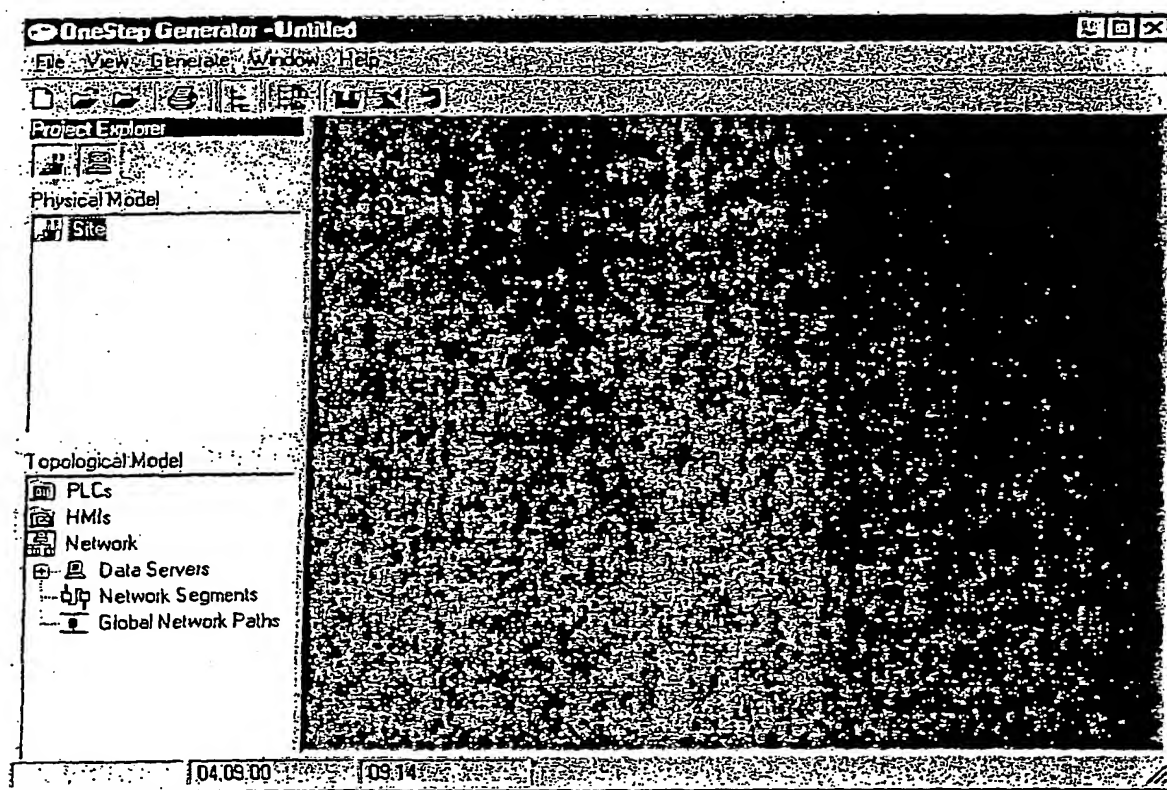 OneStep Generator - Untitled
File View Generate Window Help
Project Explorer
Physical Model
Site
Topological Model
PLCs
HMIs
Network
Data Servers
Network Segments
Global Network Paths
04.09.00 09:14